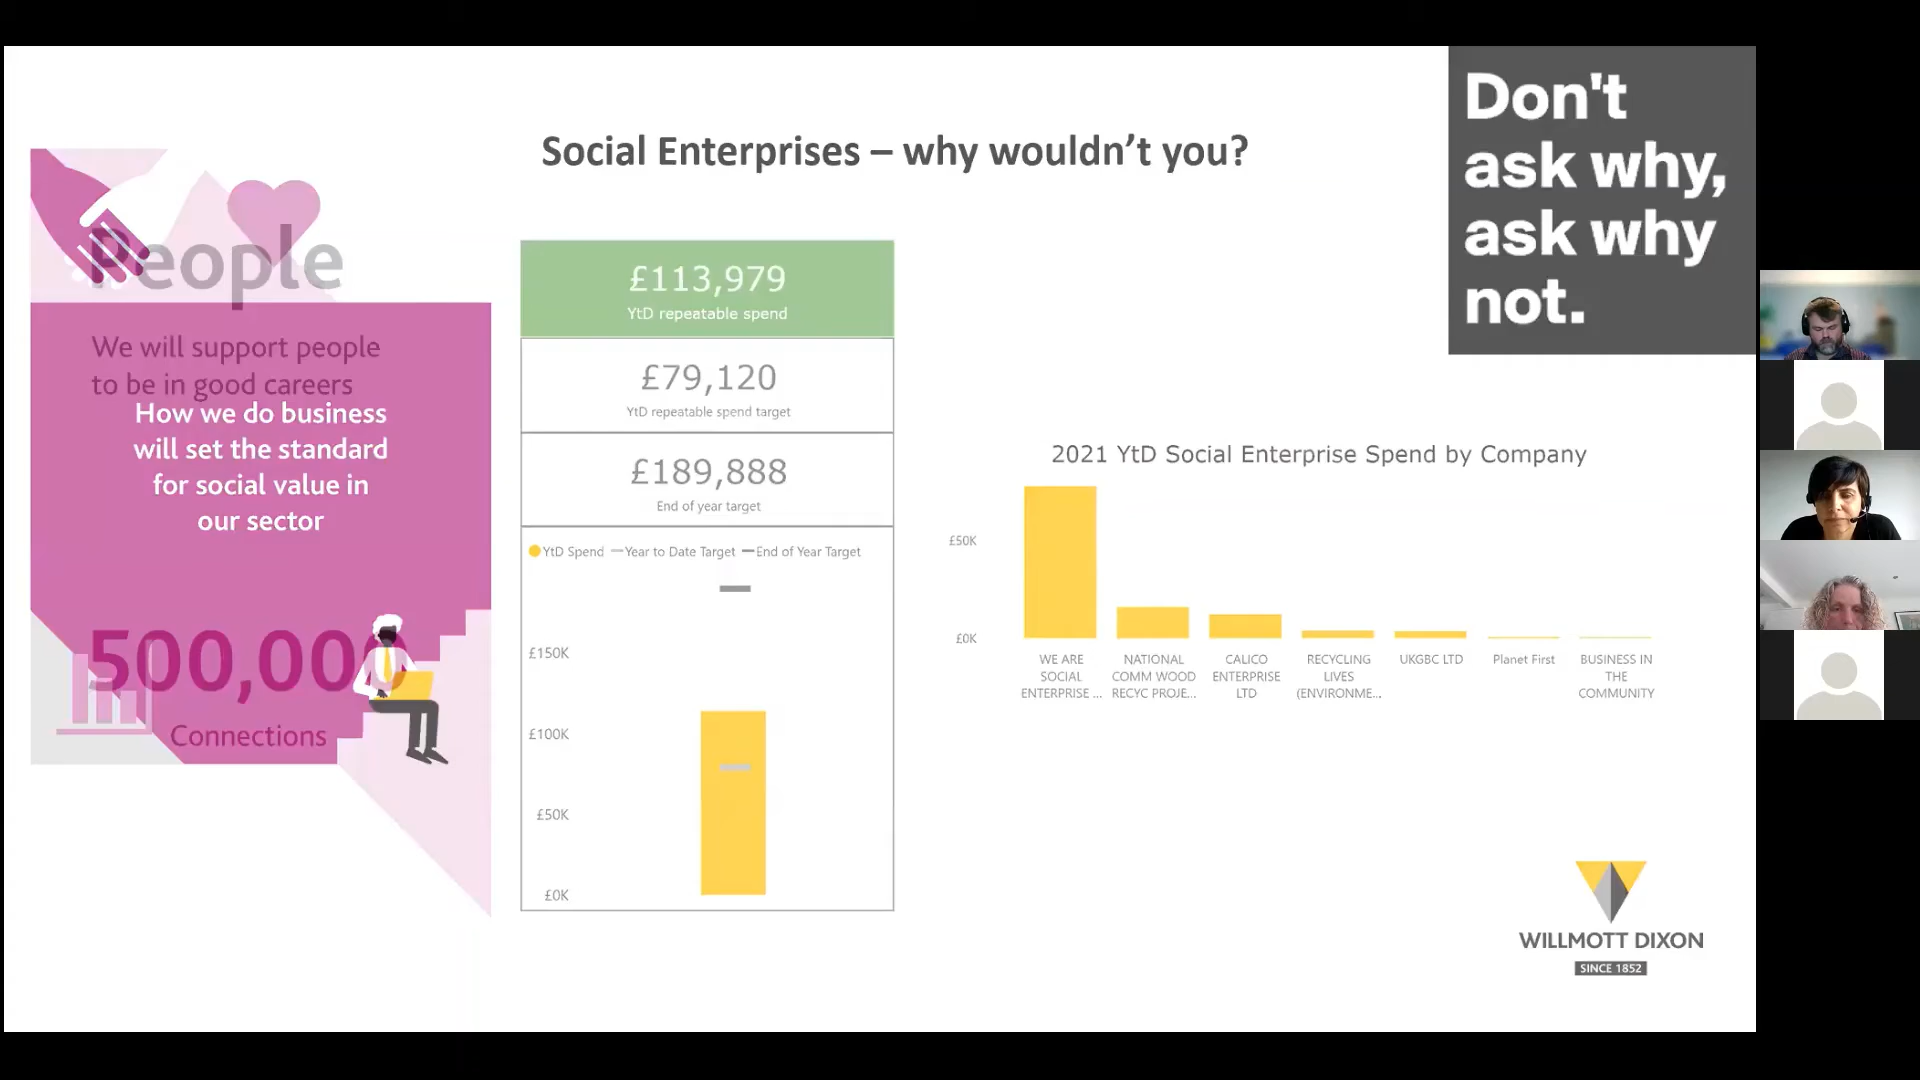 Social Enterprises – why wouldn't you?
Don't
ask why,
ask why
not.
People
We will support people
to be in good careers
How we do business
will set the standard
for social value in
our sector
500,00
Connections
£113,979
YtD repeatable spend
£79,120
YtD repeatable spend target
£189,888
End of year target
YtD Spend Year to Date Target End of Year Target
£150K
£100K
£50K
£0K
2021 YtD Social Enterprise Spend by Company
£50K
£0K
WE ARE
SOCIAL
ENTERPRISE ...
NATIONAL
COMM WOOD
RECYC PROJE...
CALICO
ENTERPRISE
LTD
RECYCLING
LIVES
(ENVIRONME...
UKGBC LTD
Planet First
BUSINESS IN
THE
COMMUNITY
WILLMOTT DIXON
SINCE 1852